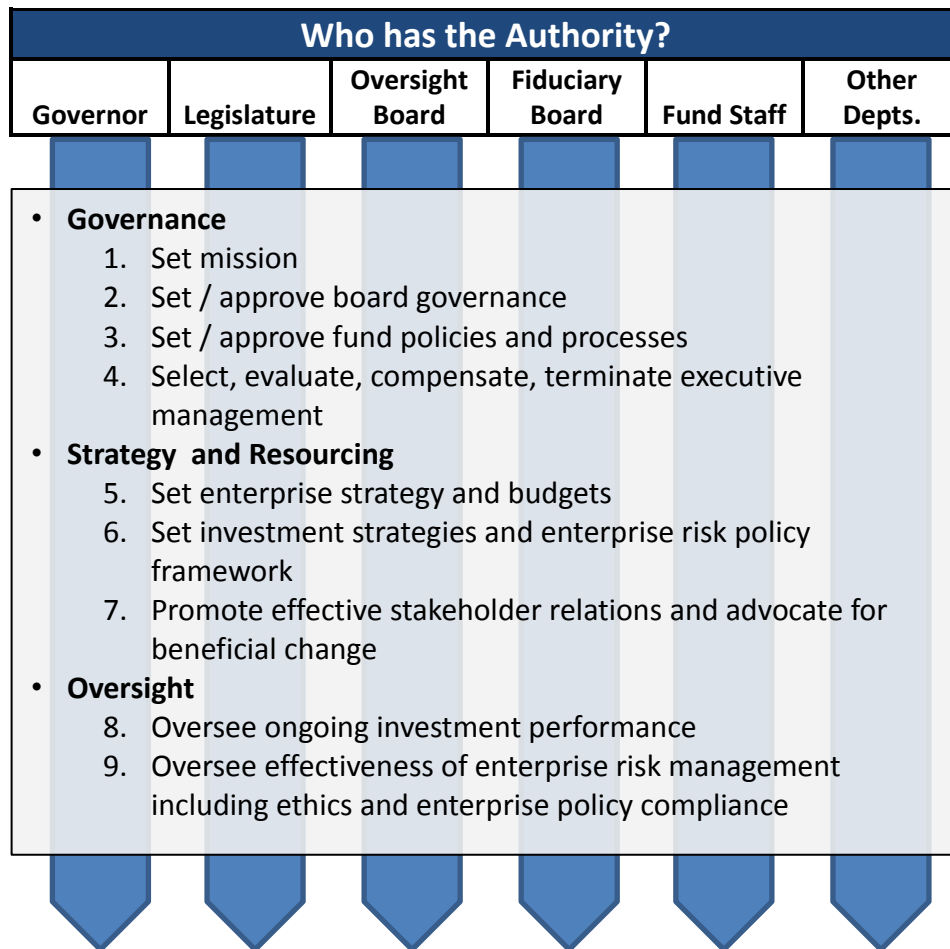 Who has the Authority?
Governor Legislature Oversight Board Fiduciary Board Fund Staff Other Depts.
• Governance
1. Set mission
2. Set / approve board governance
3. Set / approve fund policies and processes
4. Select, evaluate, compensate, terminate executive
management
• Strategy and Resourcing
5. Set enterprise strategy and budgets
6. Set investment strategies and enterprise risk policy
framework
7. Promote effective stakeholder relations and advocate for
beneficial change
• Oversight
8. Oversee ongoing investment performance
9. Oversee effectiveness of enterprise risk management
including ethics and enterprise policy compliance